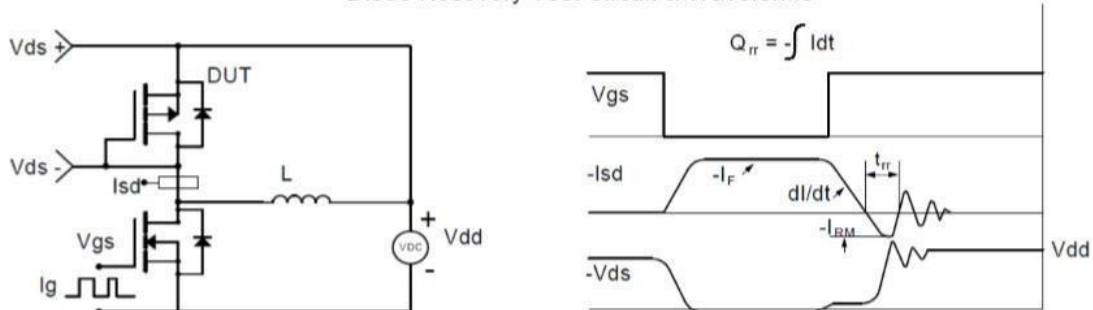 Diode Recovery Test Circuit & Waveforms
Vds +
DUT
Vds -
Isd
L
Vgs
Ig
+
VDC
-
Vdd
Qrr = -∫ Idt
Vgs
-Isd
-IF
dI/dt
trr
-IRM
Vdd
-Vds